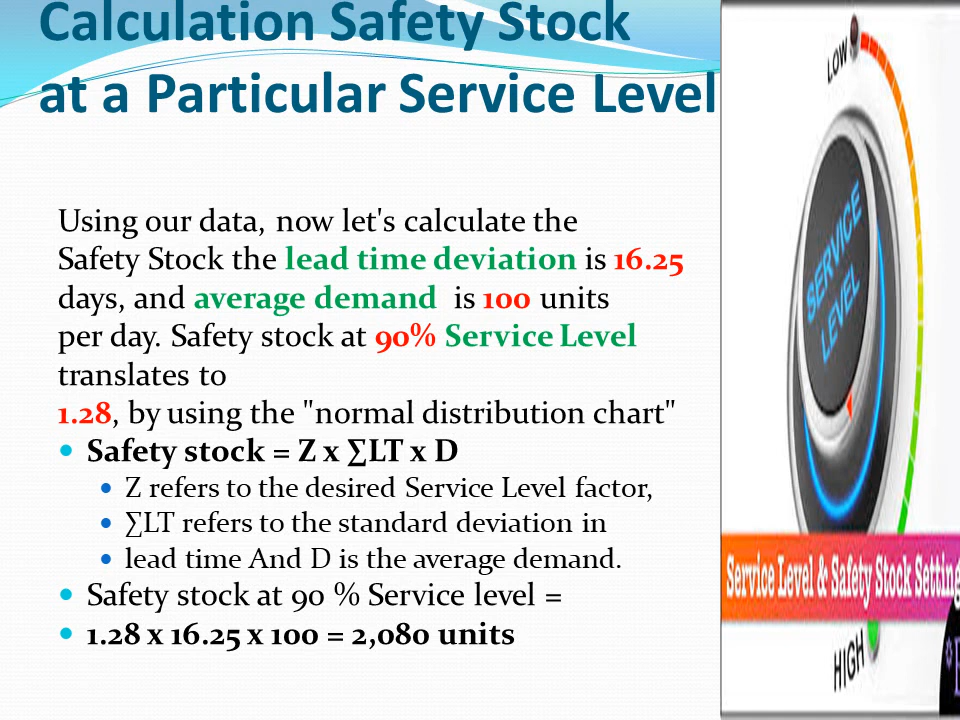 Calculation Safety Stock
at a Particular Service Level
Using our data, now let's calculate the
Safety Stock the lead time deviation is 16.25
days, and average demand is 100 units
per day. Safety stock at 90% Service Level
translates to
1.28, by using the "normal distribution chart"
Safety stock = Z x ∑LT x D
Z refers to the desired Service Level factor,
∑LT refers to the standard deviation in
lead time And D is the average demand.
Safety stock at 90 % Service level =
1.28 x 16.25 x 100 = 2,080 units
LOW
SERVICE
LEVEL
Service Level & Safety Stock Setting
HIGH